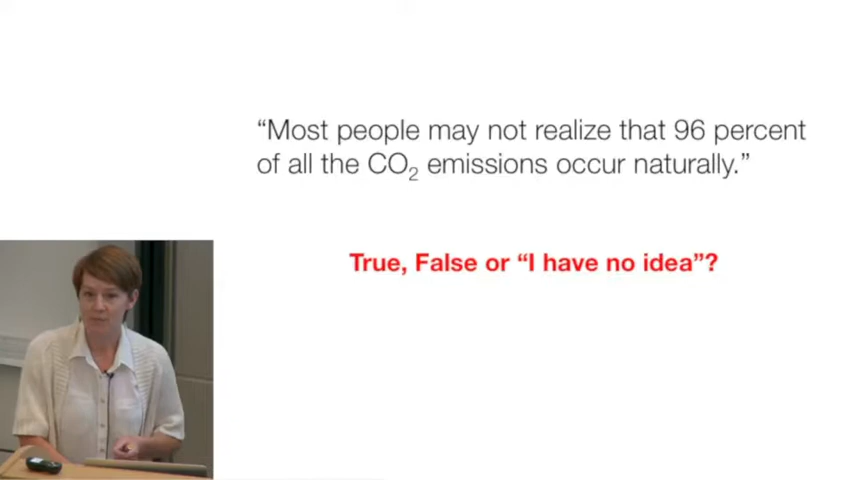 “Most people may not realize that 96 percent
of all the CO₂ emissions occur naturally.”
True, False or “I have no idea”?